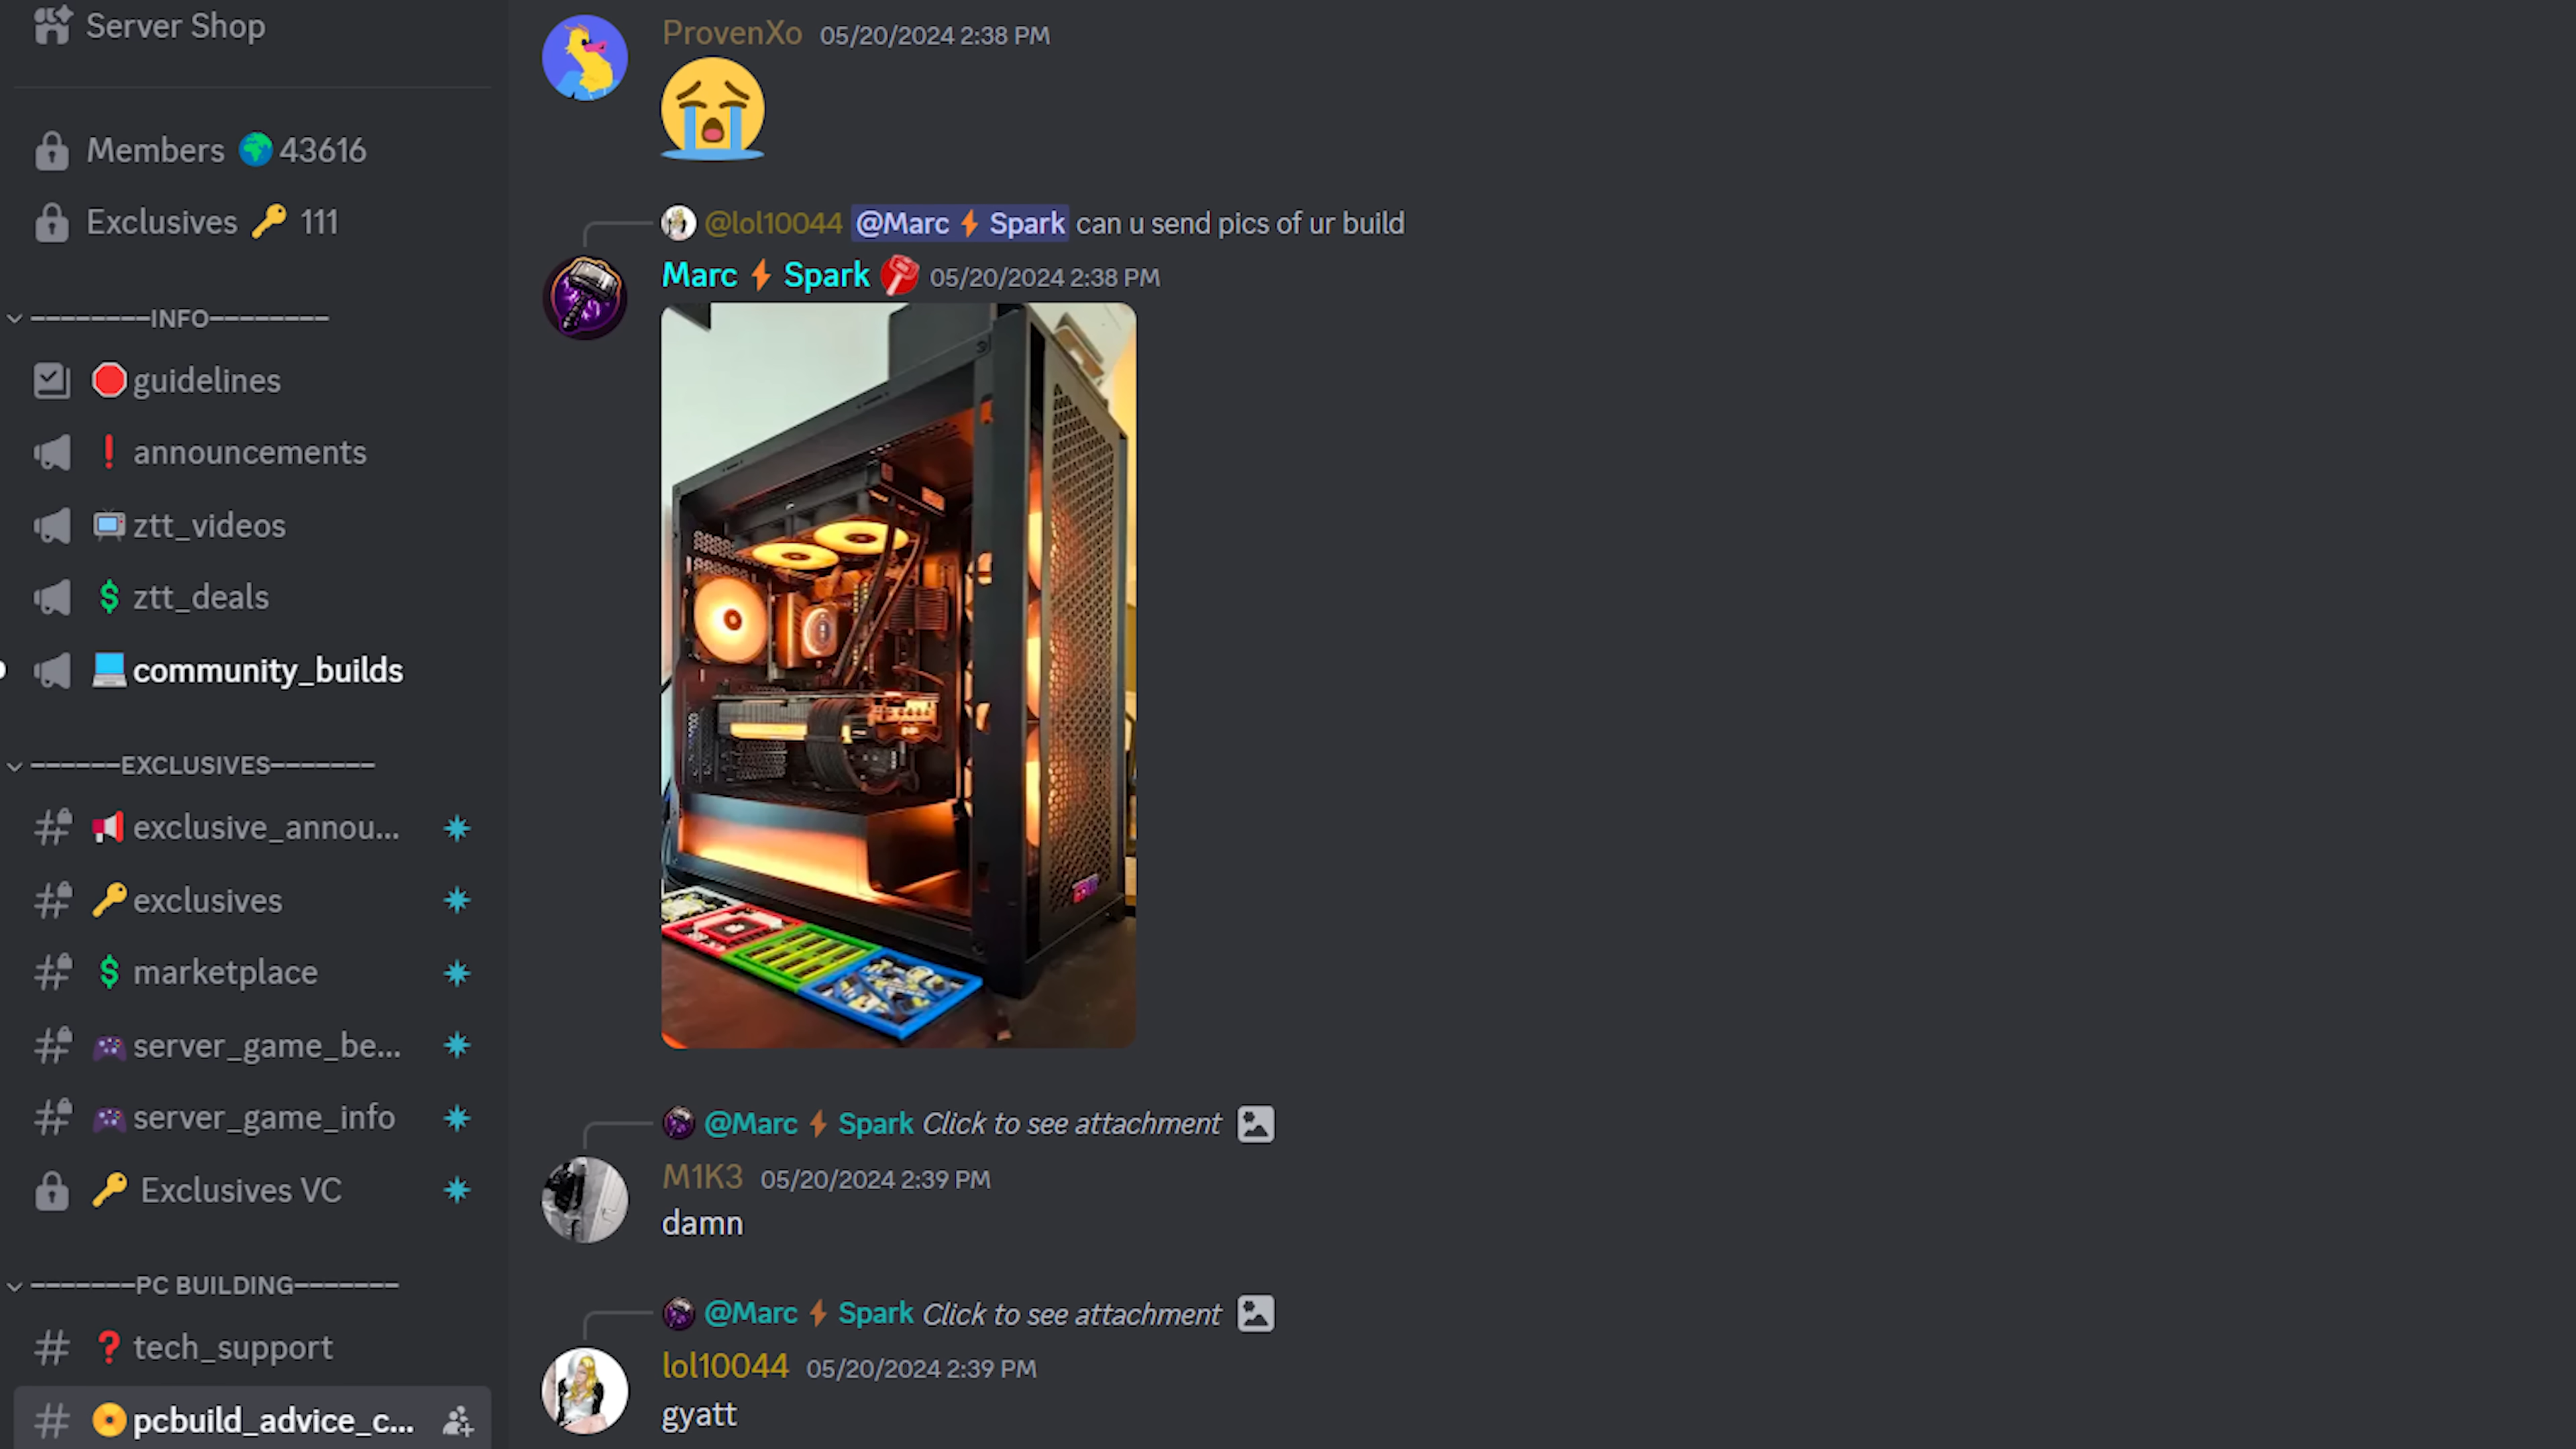 Server Shop
Members 🌍 43616
Exclusives 🔑 111
--------INFO--------
guidelines
announcements
ztt_videos
ztt_deals
community_builds
------EXCLUSIVES-------
exclusive_annou...
exclusives
marketplace
server_game_be...
server_game_info
Exclusives VC
-------PC BUILDING-------
tech_support
pcbuild_advice_c...
ProvenXo 05/20/2024 2:38 PM
@lol10044 @Marc⚡Spark can u send pics of ur build
Marc⚡Spark 05/20/2024 2:38 PM
@Marc⚡Spark Click to see attachment
M1K3 05/20/2024 2:39 PM
damn
@Marc⚡Spark Click to see attachment
lol10044 05/20/2024 2:39 PM
gyatt